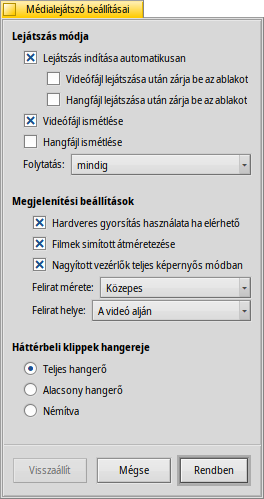 Médialejátszó beállításai
Lejátszás módja
Lejátszás indítása automatikusan
Videófájl lejátszása után zárja be az ablakot
Hangfájl lejátszása után zárja be az ablakot
Videófájl ismétlése
Hangfájl ismétlése
Folytatás: mindig
Megjelenítési beállítások
Hardveres gyorsítás használata ha elérhető
Filmek simított átméretezése
Nagyított vezérlők teljes képernyős módban
Felirat mérete: Közepes
Felirat helye: A videó alján
Háttérbeli klippek hangereje
Teljes hangerő
Alacsony hangerő
Némítva
Visszaállít Mégse Rendben